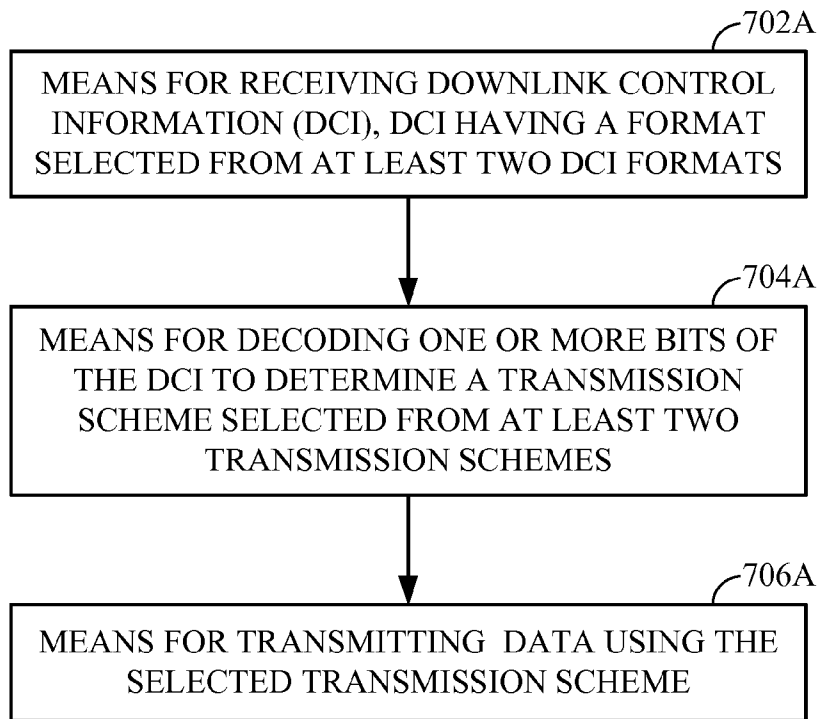 702A
MEANS FOR RECEIVING DOWNLINK CONTROL
INFORMATION (DCI), DCI HAVING A FORMAT
SELECTED FROM AT LEAST TWO DCI FORMATS
704A
MEANS FOR DECODING ONE OR MORE BITS OF
THE DCI TO DETERMINE A TRANSMISSION
SCHEME SELECTED FROM AT LEAST TWO
TRANSMISSION SCHEMES
706A
MEANS FOR TRANSMITTING DATA USING THE
SELECTED TRANSMISSION SCHEME